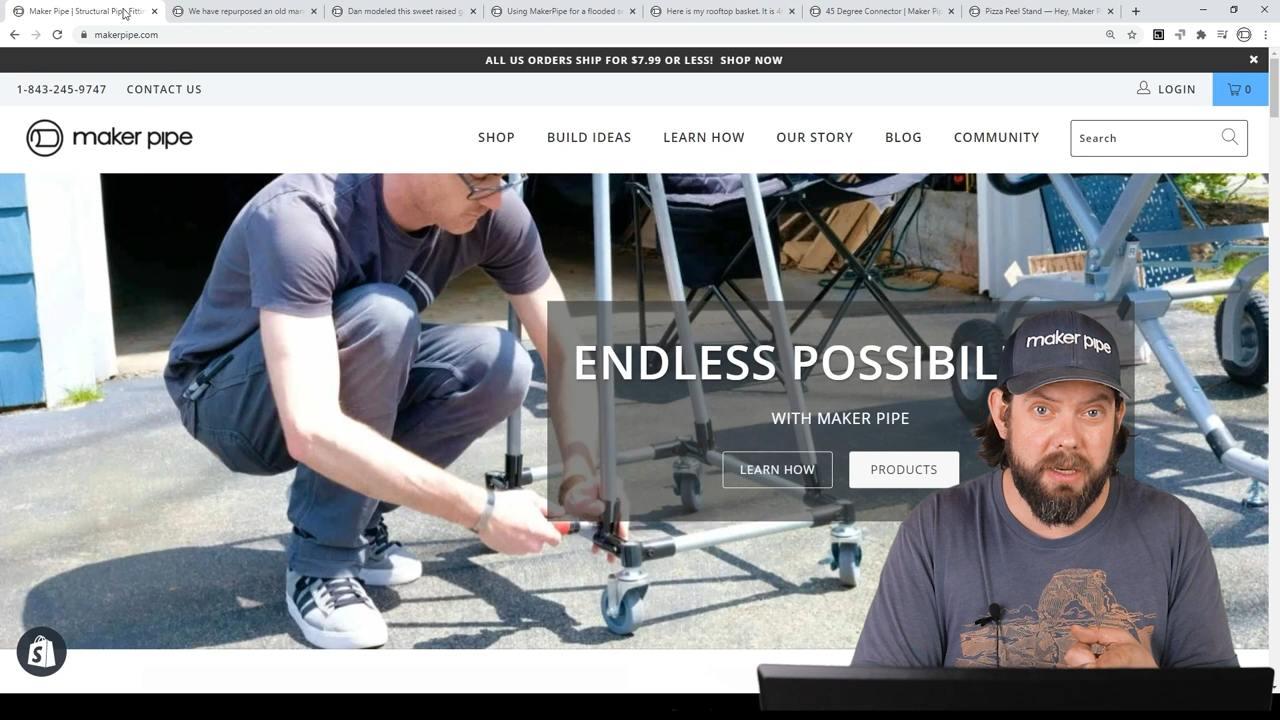 Maker Pipe | Structural Pipe Fittin
We have repurposed an old man
Dan modeled this sweet raised g
Using MakerPipe for a flooded s
Here is my rooftop basket. It is 4
45 Degree Connector | Maker Pip
Pizza Peel Stand — Hey, Maker P
makerpipe.com
ALL US ORDERS SHIP FOR $7.99 OR LESS! SHOP NOW
1-843-245-9747 CONTACT US
LOGIN 0
maker pipe
SHOP BUILD IDEAS LEARN HOW OUR STORY BLOG COMMUNITY
Search
ENDLESS POSSIBIL
WITH MAKER PIPE
LEARN HOW PRODUCTS
maker pipe